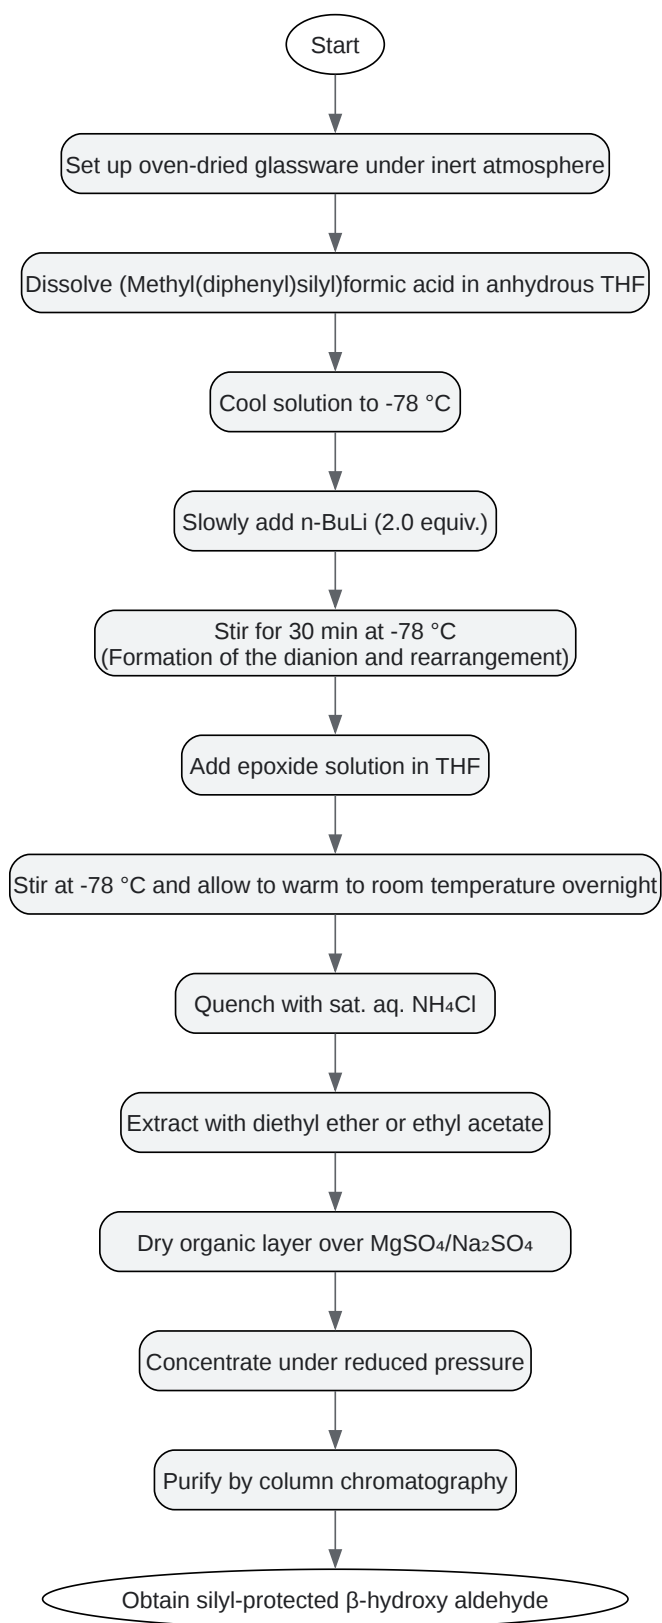 Start
Set up oven-dried glassware under inert atmosphere
Dissolve (Methyl(diphenyl)silyl)formic acid in anhydrous THF
Cool solution to -78 °C
Slowly add n-BuLi (2.0 equiv.)
Stir for 30 min at -78 °C
(Formation of the dianion and rearrangement)
Add epoxide solution in THF
Stir at -78 °C and allow to warm to room temperature overnight
Quench with sat. aq. NH₄Cl
Extract with diethyl ether or ethyl acetate
Dry organic layer over MgSO₄/Na₂SO₄
Concentrate under reduced pressure
Purify by column chromatography
Obtain silyl-protected β-hydroxy aldehyde